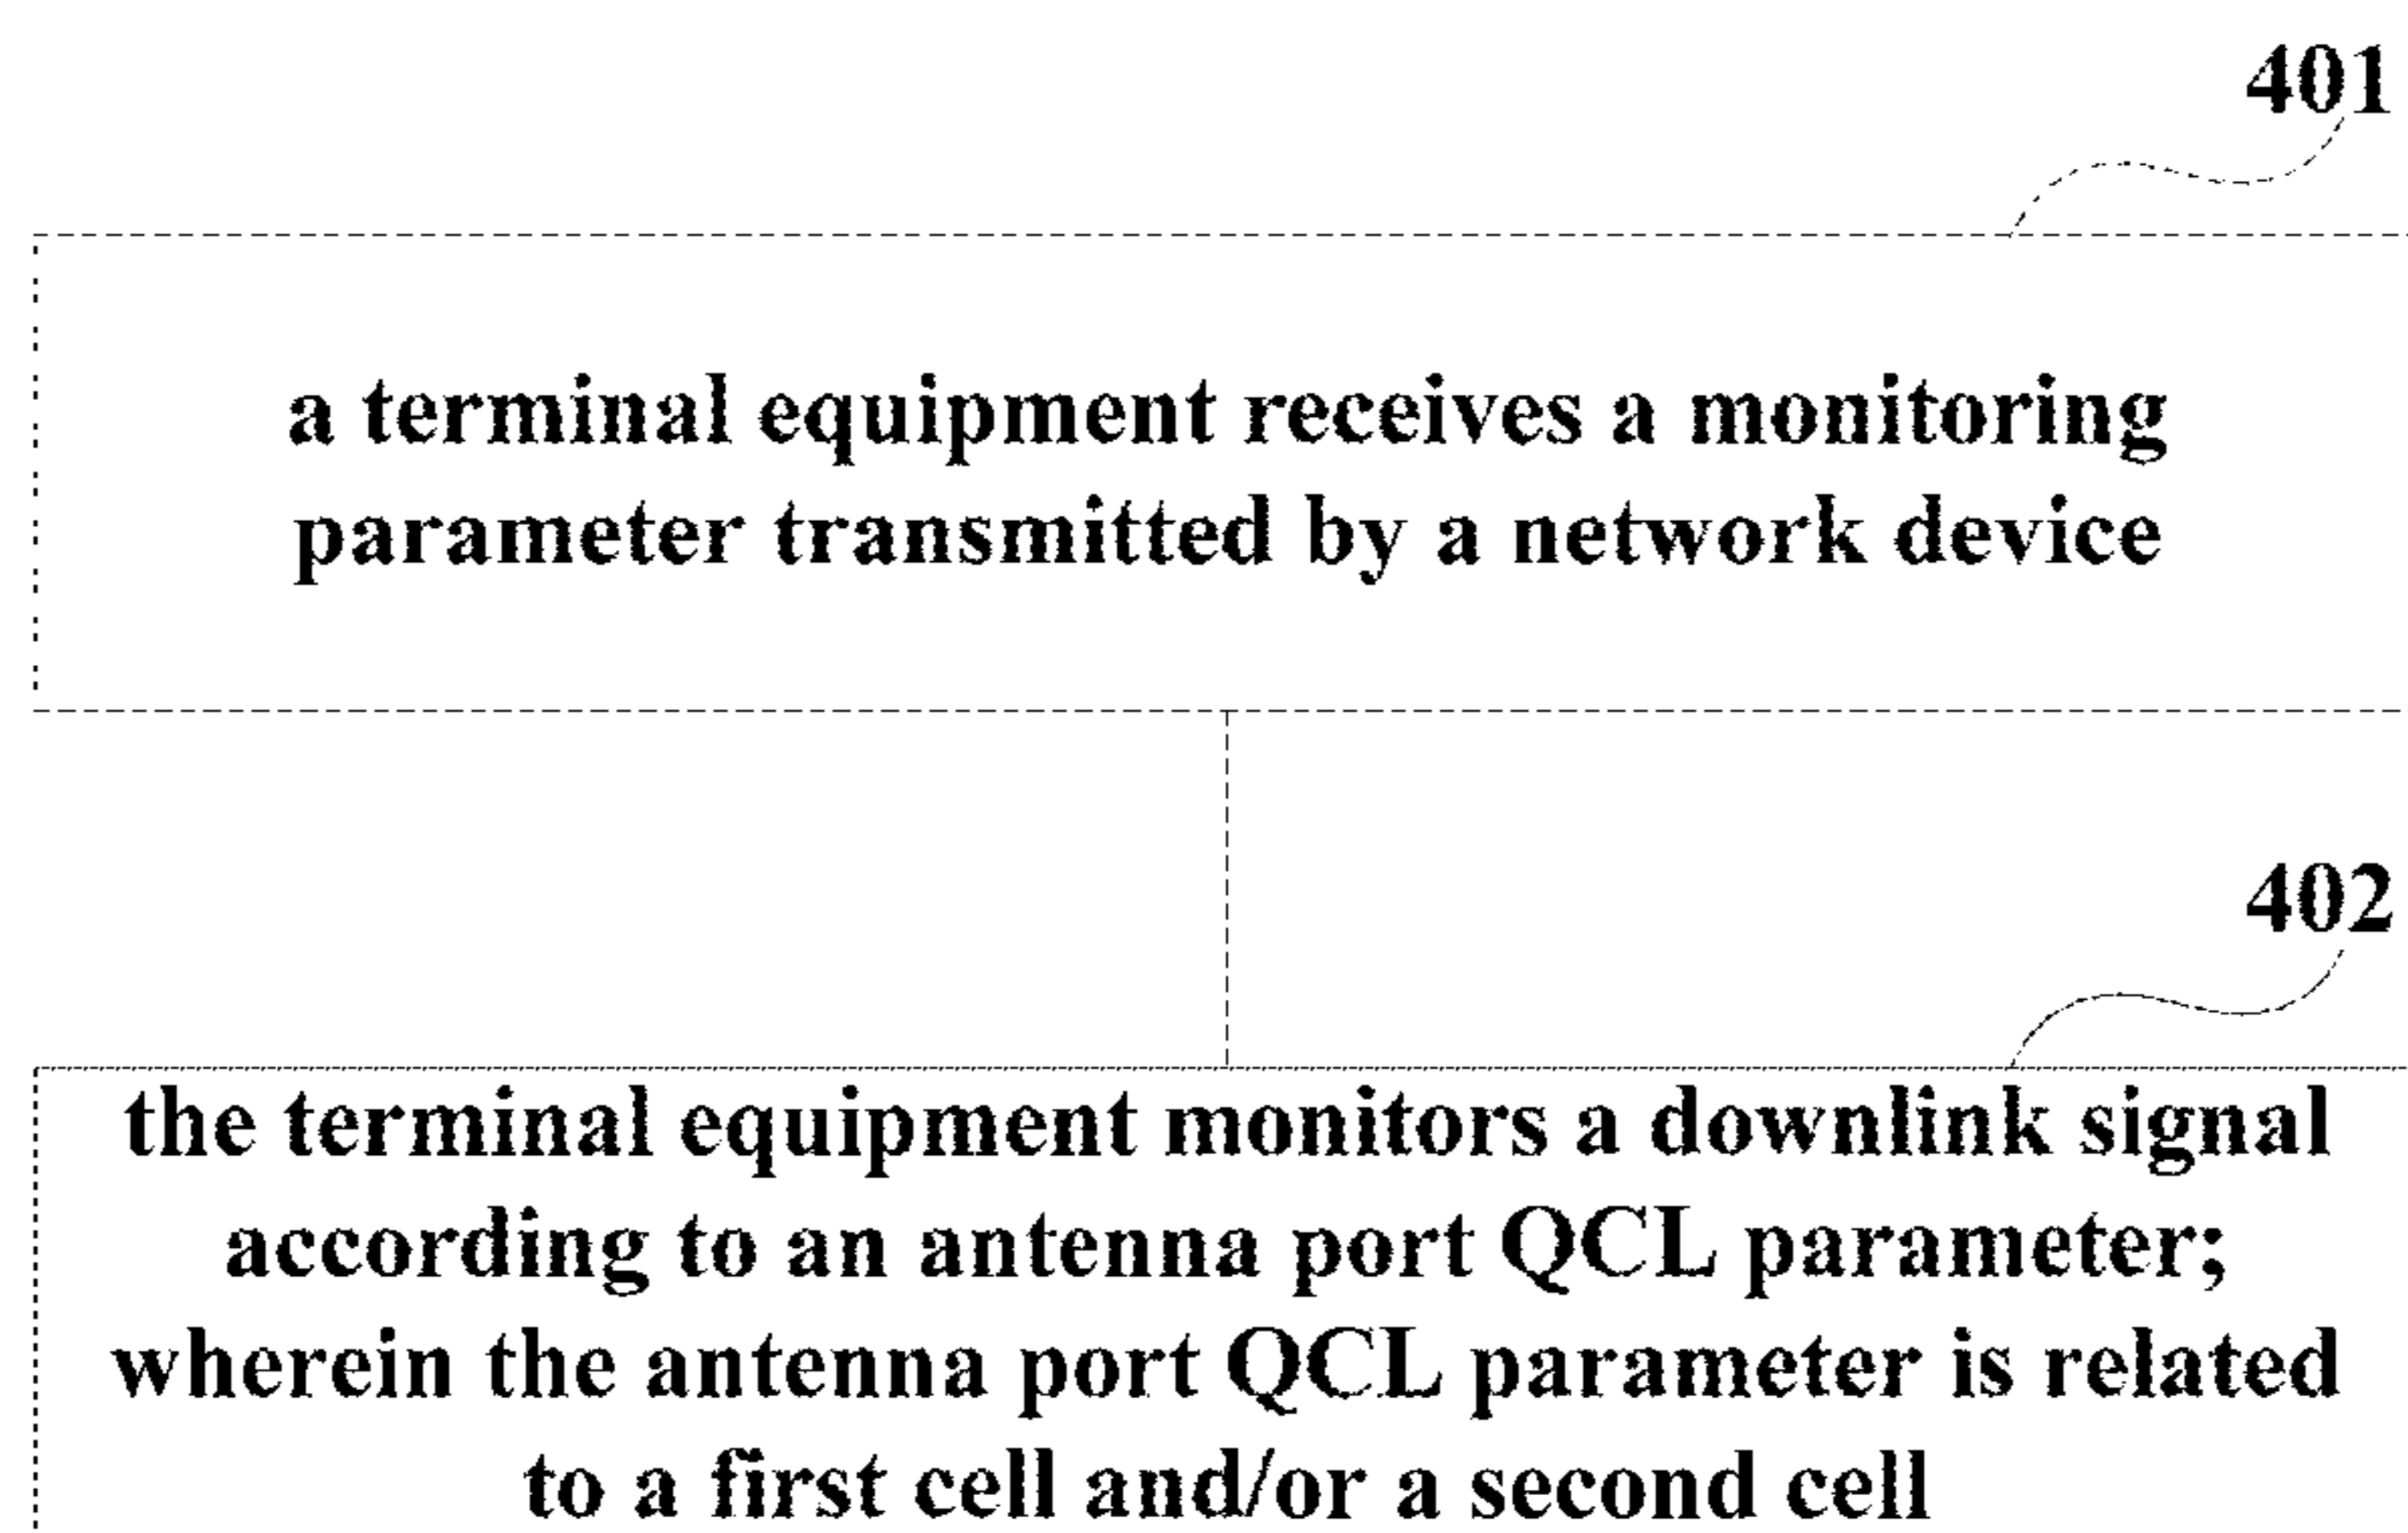 401
a terminal equipment receives a monitoring
parameter transmitted by a network device
402
the terminal equipment monitors a downlink signal
according to an antenna port QCL parameter;
wherein the antenna port QCL parameter is related
to a first cell and/or a second cell